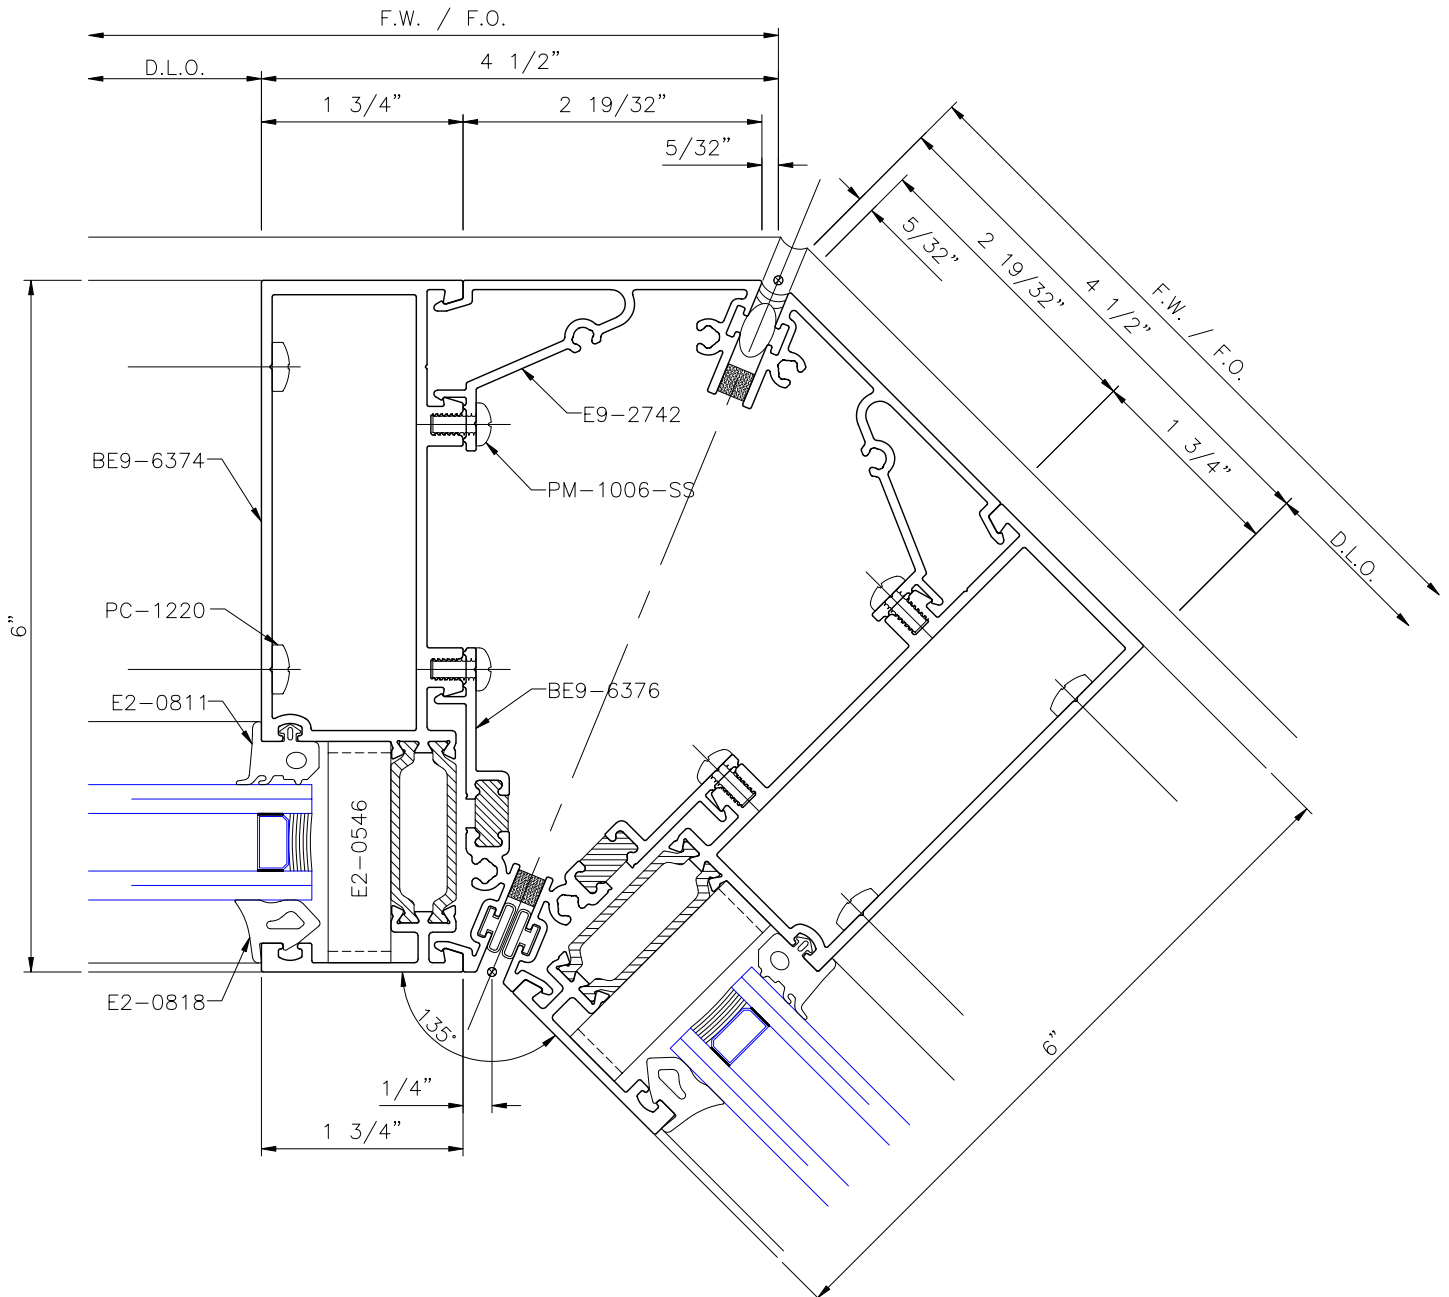 F.W. / F.O.
D.L.O.
4 1/2”
1 3/4”
2 19/32”
5/32”
5/32”
2 19/32”
4 1/2”
F.W. / F.O.
1 3/4”
D.L.O.
E9-2742
BE9-6374
PM-1006-SS
PC-1220
6”
E2-0811
BE9-6376
E2-0546
E2-0818
135°
6”
1/4”
1 3/4”